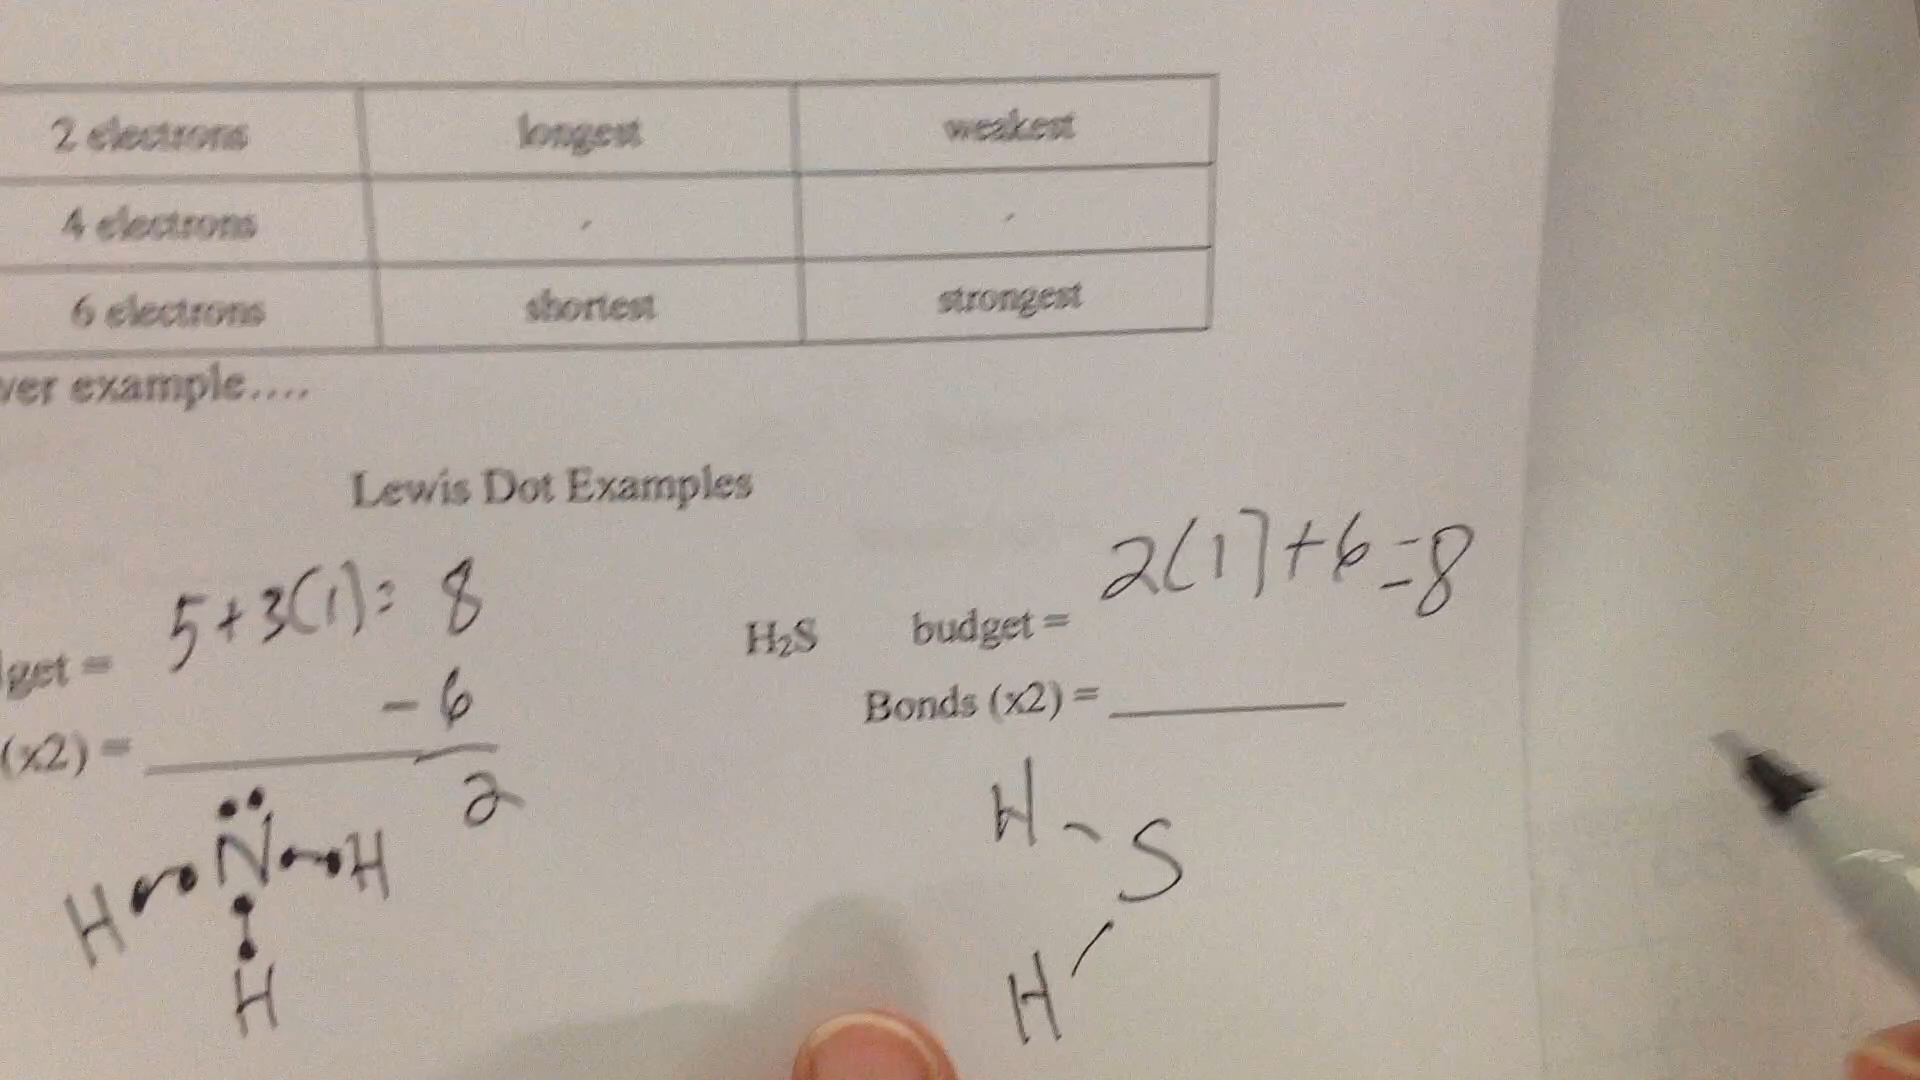 2 electrons longest weakest
4 electrons
6 electrons shortest strongest
ver example....
Lewis Dot Examples
get = 5+3(1)= 8
- 6
(x2) =
2
N H
H
H
H₂S budget = 2(1)+6=8
Bonds (x2) =
H
S
H